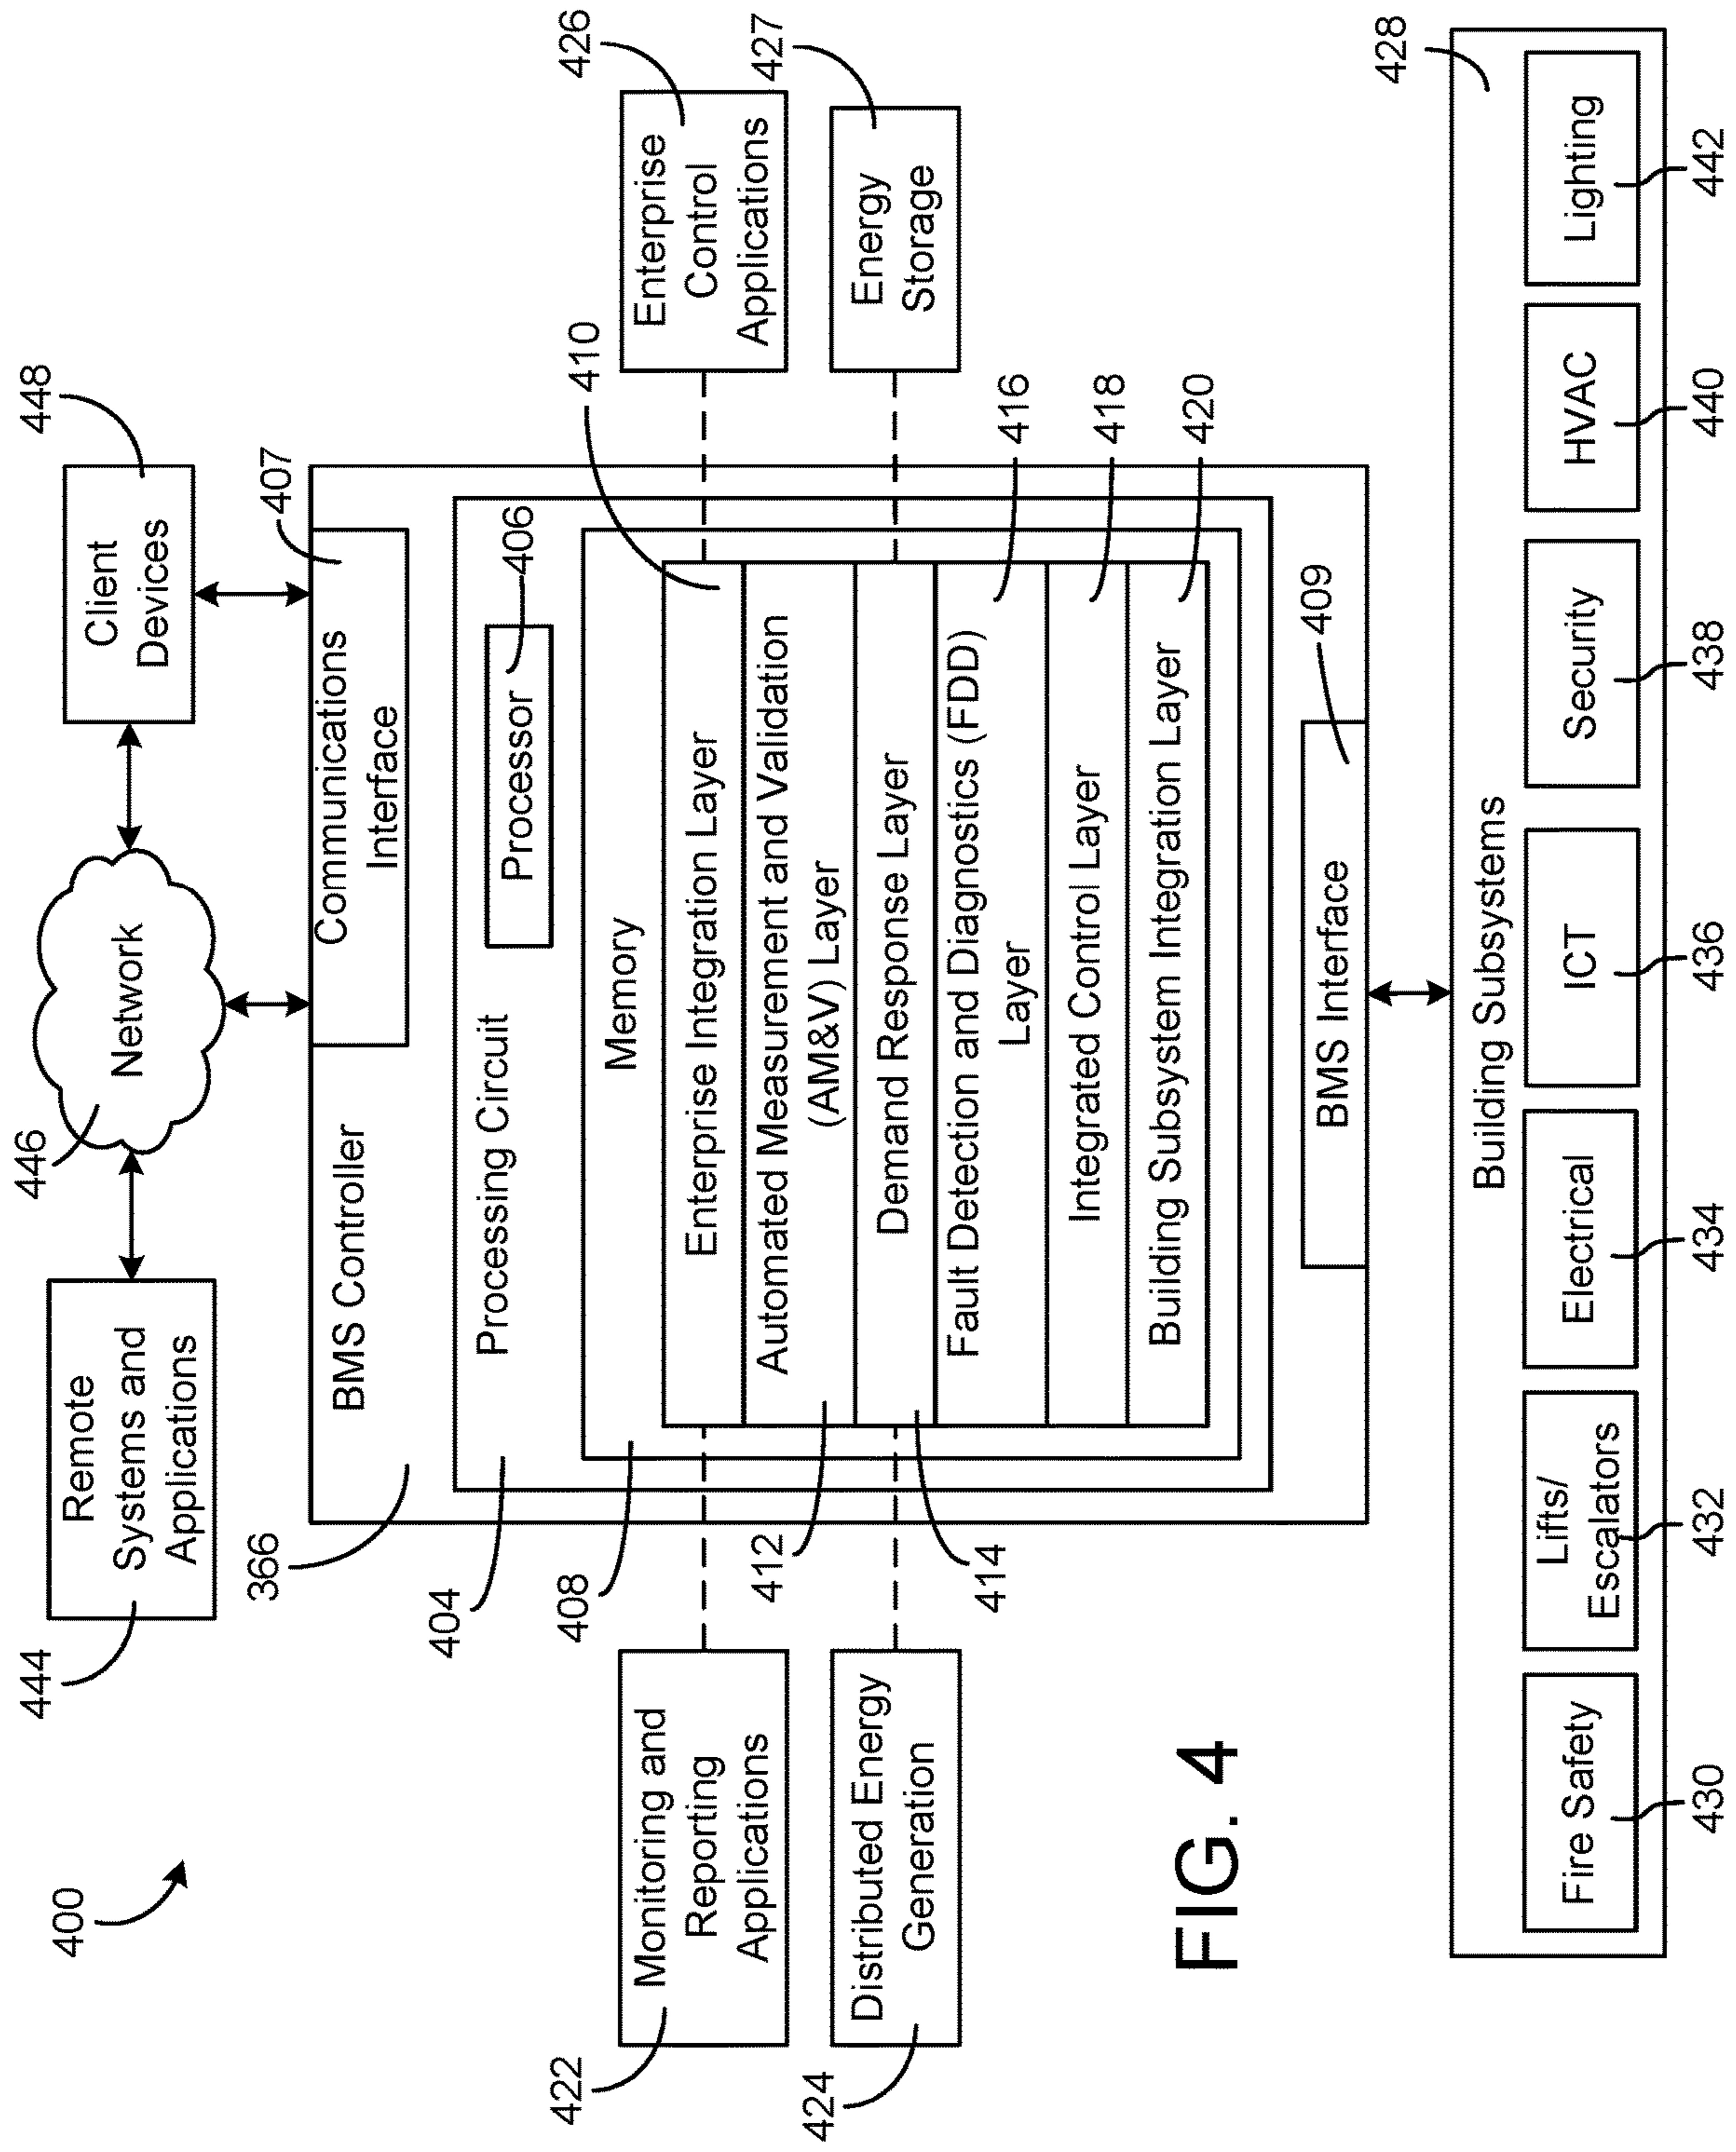 400
444
Remote
Systems and
Applications
446
Network
448
Client
Devices
366
BMS Controller
407
Communications
Interface
404
Processing Circuit
406
Processor
408
Memory
410
Enterprise Integration Layer
Automated Measurement and Validation
(AM&V) Layer
412
Demand Response Layer
414
Fault Detection and Diagnostics (FDD)
Layer
416
Integrated Control Layer
418
Building Subsystem Integration Layer
420
422
Monitoring and
Reporting
Applications
424
Distributed Energy
Generation
426
Enterprise
Control
Applications
427
Energy
Storage
BMS Interface
409
FIG. 4
Building Subsystems
428
Fire Safety
Lifts/
Escalators
Electrical
ICT
Security
HVAC
Lighting
430
432
434
436
438
440
442